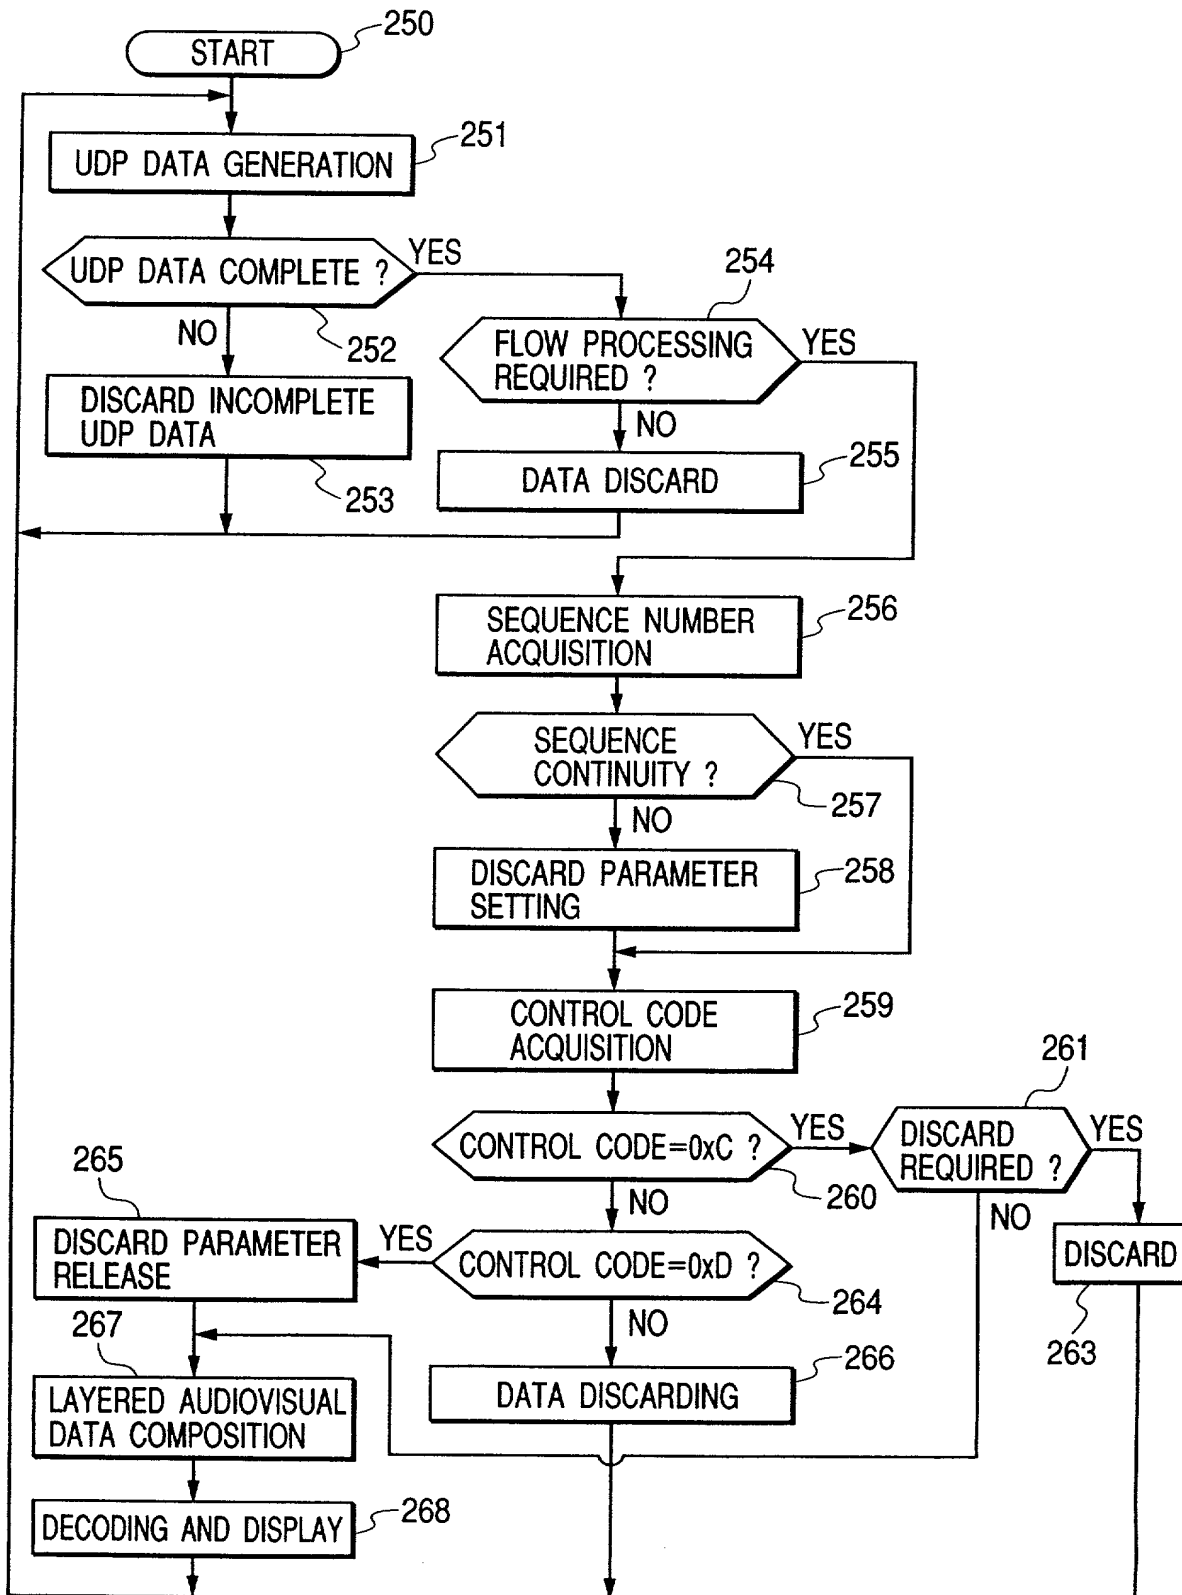 START
250
UDP DATA GENERATION
251
UDP DATA COMPLETE ?
YES
NO
252
DISCARD INCOMPLETE
UDP DATA
253
254
FLOW PROCESSING
REQUIRED ?
YES
NO
DATA DISCARD
255
SEQUENCE NUMBER
ACQUISITION
256
SEQUENCE
CONTINUITY ?
YES
257
NO
DISCARD PARAMETER
SETTING
258
CONTROL CODE
ACQUISITION
259
CONTROL CODE=0xC ?
YES
260
NO
261
DISCARD
REQUIRED ?
YES
NO
DISCARD
263
CONTROL CODE=0xD ?
YES
264
NO
265
DISCARD PARAMETER
RELEASE
DATA DISCARDING
266
267
LAYERED AUDIOVISUAL
DATA COMPOSITION
DECODING AND DISPLAY
268